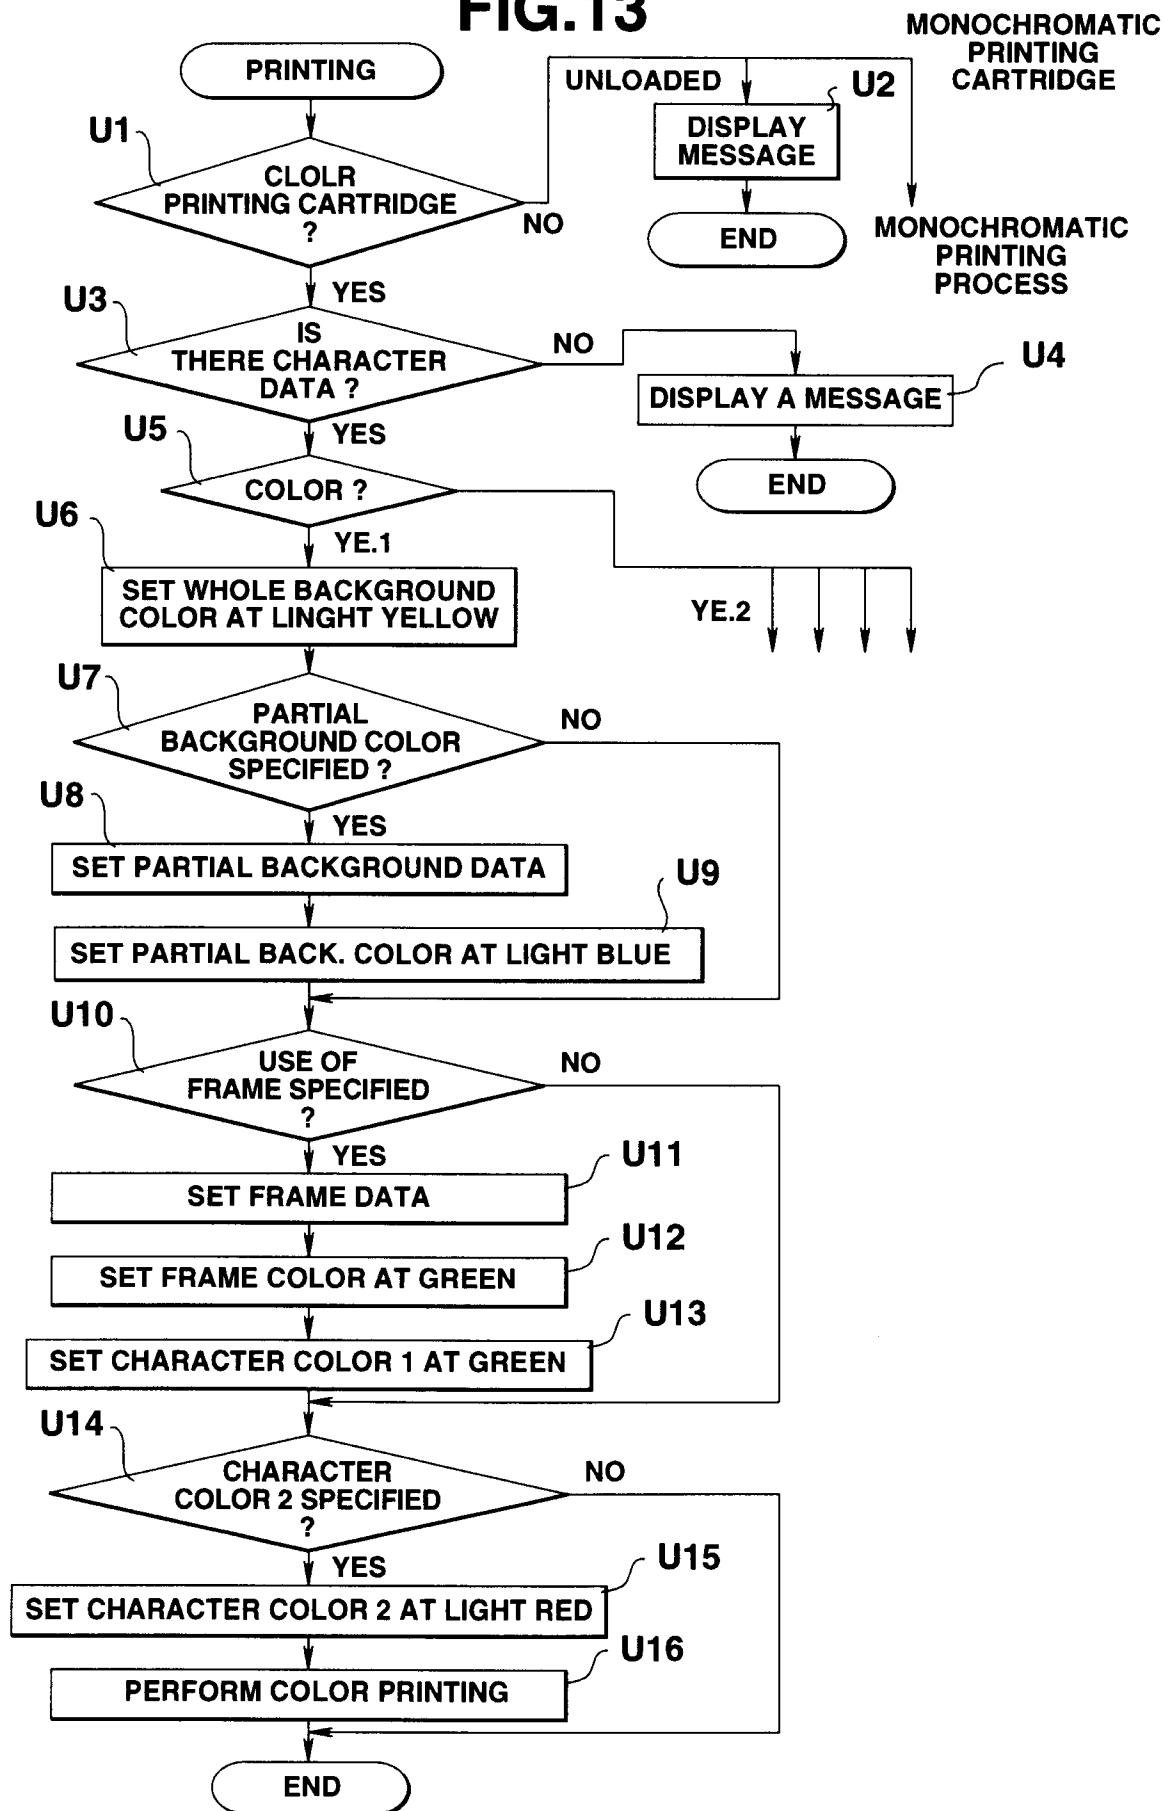 FIG.13
MONOCHROMATIC
PRINTING
CARTRIDGE
PRINTING
UNLOADED
U2
DISPLAY
MESSAGE
U1
CLOLR
PRINTING CARTRIDGE
?
NO
END
MONOCHROMATIC
PRINTING
PROCESS
YES
U3
IS
THERE CHARACTER
DATA ?
NO
U4
DISPLAY A MESSAGE
YES
U5
COLOR ?
END
U6
YE.1
SET WHOLE BACKGROUND
COLOR AT LINGHT YELLOW
YE.2
U7
PARTIAL
BACKGROUND COLOR
SPECIFIED ?
NO
U8
YES
SET PARTIAL BACKGROUND DATA
U9
SET PARTIAL BACK. COLOR AT LIGHT BLUE
U10
USE OF
FRAME SPECIFIED
?
NO
YES
U11
SET FRAME DATA
U12
SET FRAME COLOR AT GREEN
U13
SET CHARACTER COLOR 1 AT GREEN
U14
CHARACTER
COLOR 2 SPECIFIED
?
NO
YES
U15
SET CHARACTER COLOR 2 AT LIGHT RED
U16
PERFORM COLOR PRINTING
END